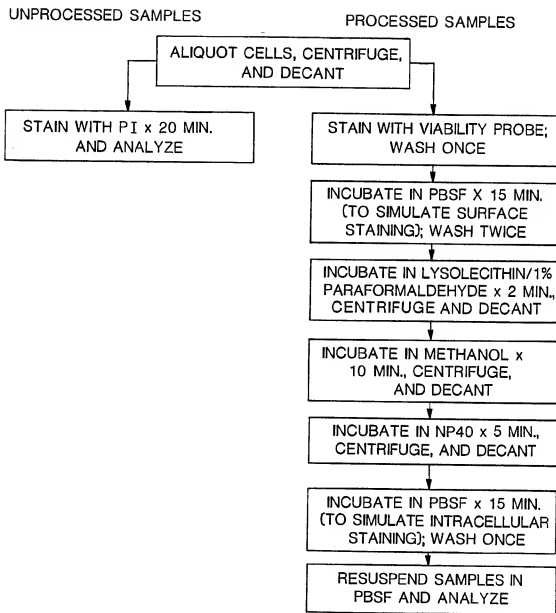 UNPROCESSED SAMPLES
PROCESSED SAMPLES
ALIQUOT CELLS, CENTRIFUGE,
AND DECANT
STAIN WITH PI x 20 MIN.
AND ANALYZE
STAIN WITH VIABILITY PROBE;
WASH ONCE
INCUBATE IN PBSF X 15 MIN.
(TO SIMULATE SURFACE
STAINING); WASH TWICE
INCUBATE IN LYSOLECITHIN/1%
PARAFORMALDEHYDE x 2 MIN.,
CENTRIFUGE AND DECANT
INCUBATE IN METHANOL x
10 MIN., CENTRIFUGE,
AND DECANT
INCUBATE IN NP40 x 5 MIN.,
CENTRIFUGE, AND DECANT
INCUBATE IN PBSF x 15 MIN.
(TO SIMULATE INTRACELLULAR
STAINING); WASH ONCE
RESUSPEND SAMPLES IN
PBSF AND ANALYZE